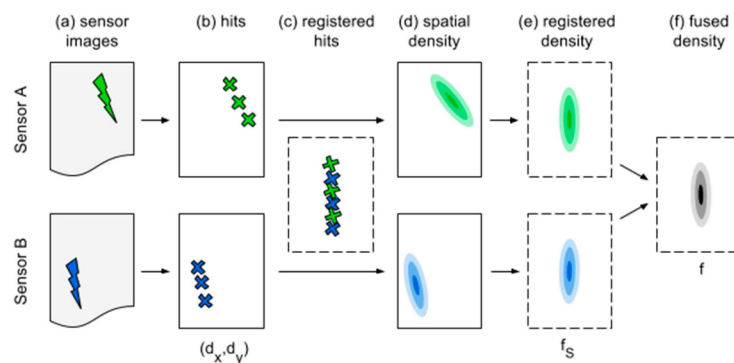 (a) sensor
images
(b) hits
(c) registered
hits
(d) spatial
density
(e) registered
density
(f) fused
density
Sensor A
Sensor B
(dx,dy)
fS
f